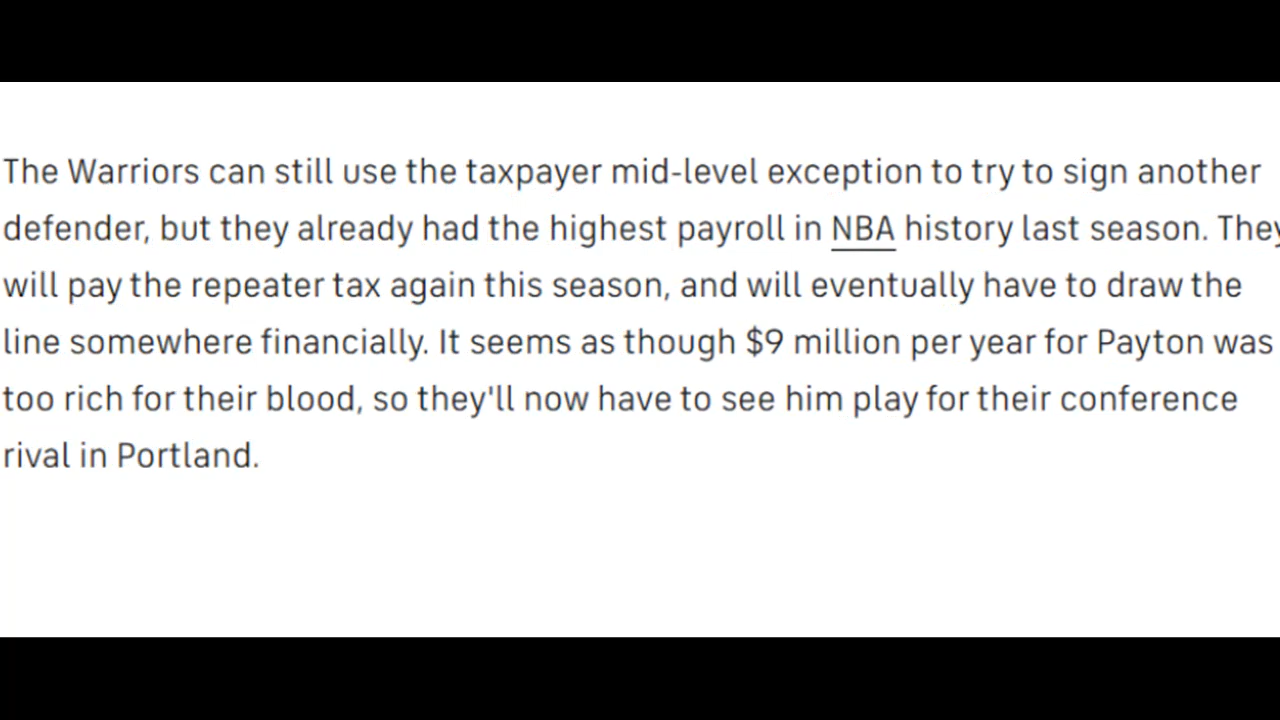 The Warriors can still use the taxpayer mid-level exception to try to sign another
defender, but they already had the highest payroll in NBA history last season. They
will pay the repeater tax again this season, and will eventually have to draw the
line somewhere financially. It seems as though $9 million per year for Payton was
too rich for their blood, so they'll now have to see him play for their conference
rival in Portland.